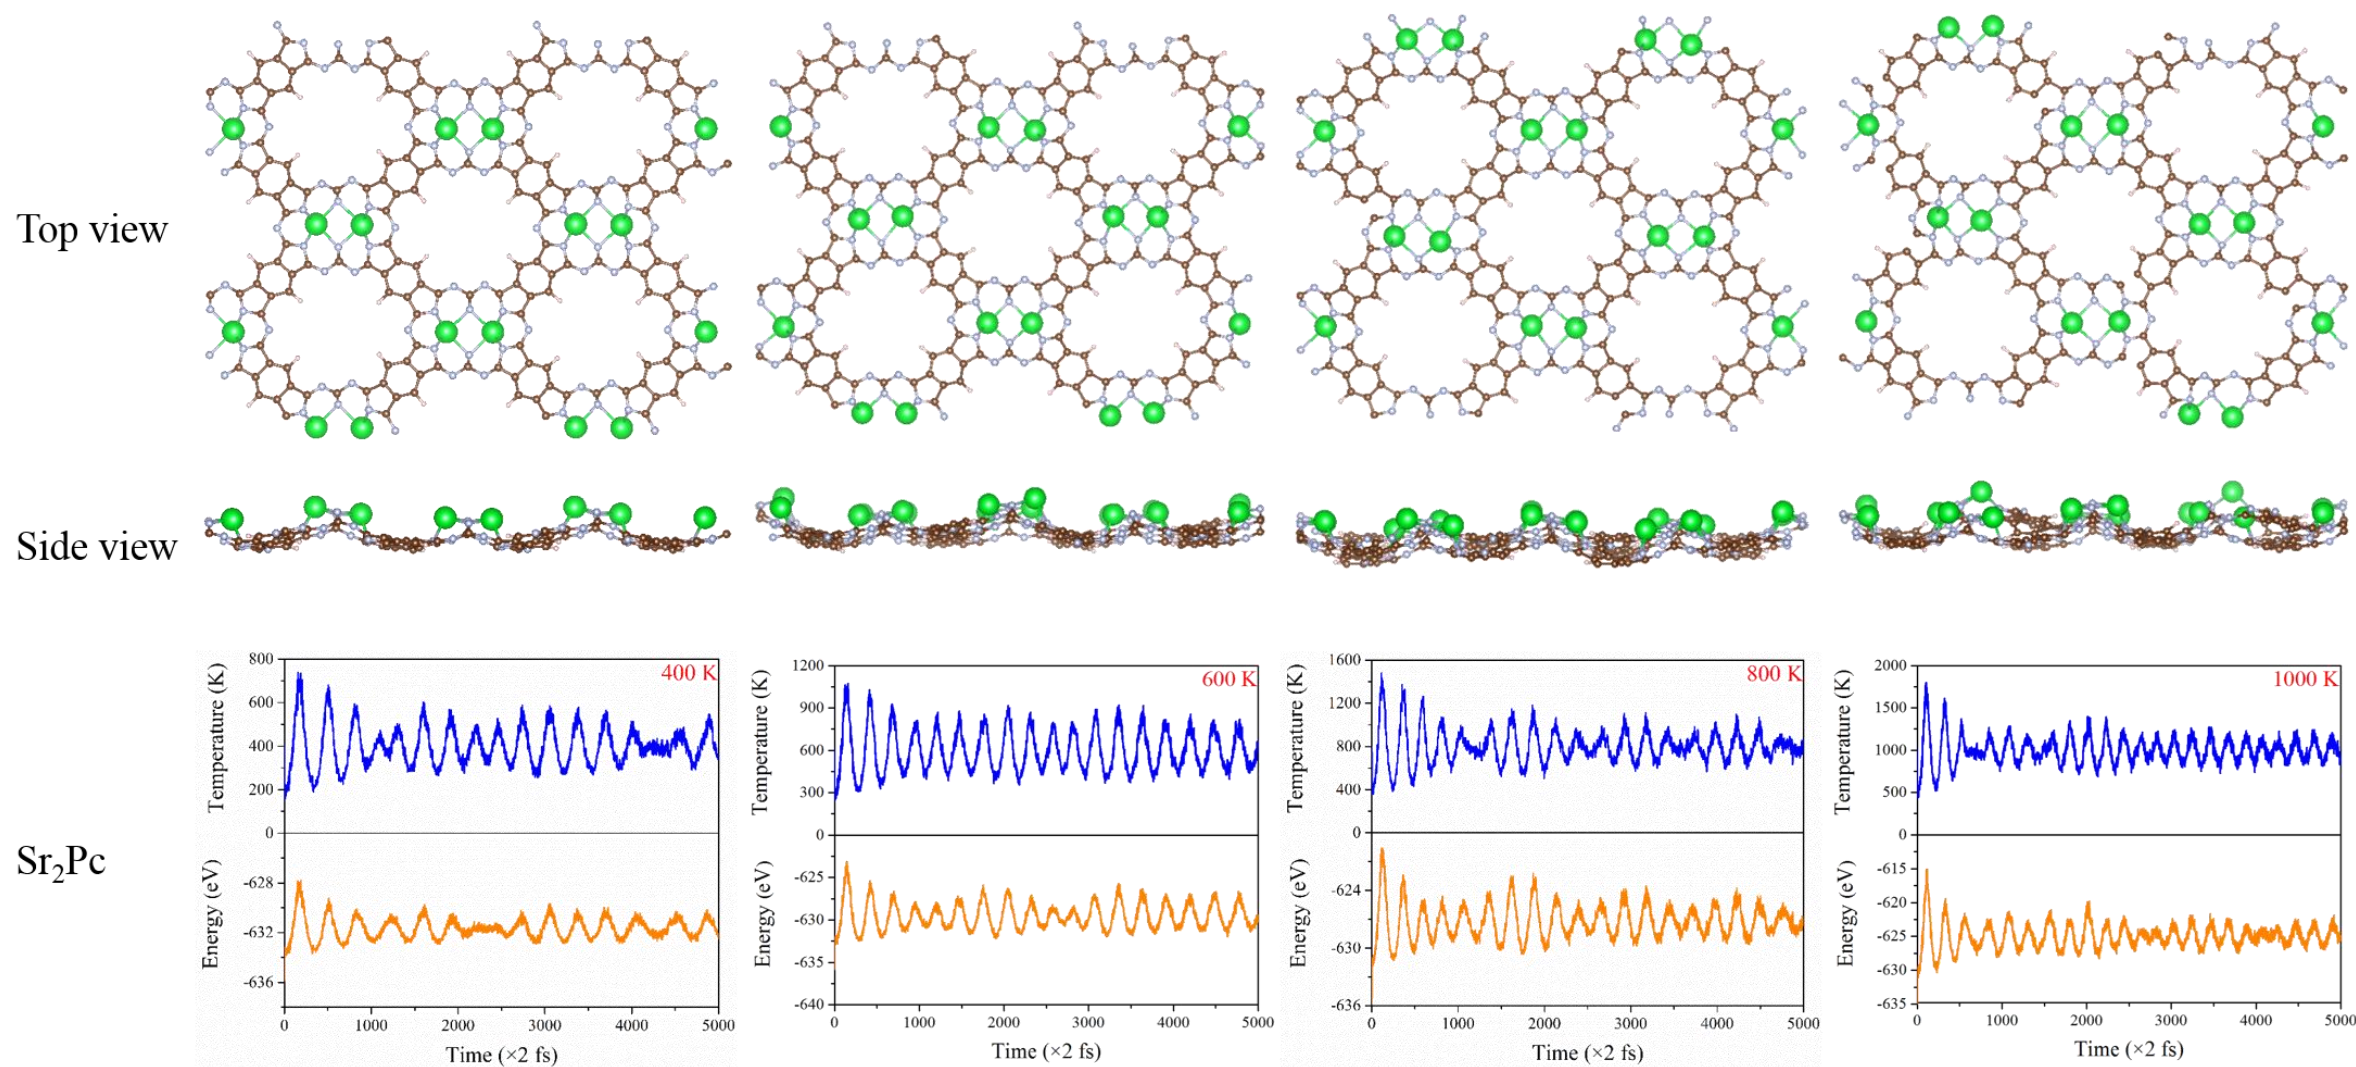 Top view
Side view
Sr₂Pc
400 K
Temperature (K)
800
600
400
200
0
Energy (eV)
-628
-632
-636
0 1000 2000 3000 4000 5000
Time (×2 fs)
600 K
Temperature (K)
1200
900
600
300
0
Energy (eV)
-625
-630
-635
-640
0 1000 2000 3000 4000 5000
Time (×2 fs)
800 K
Temperature (K)
1600
1200
800
400
0
Energy (eV)
-624
-630
-636
0 1000 2000 3000 4000 5000
Time (×2 fs)
1000 K
Temperature (K)
2000
1500
1000
500
0
Energy (eV)
-615
-620
-625
-630
-635
0 1000 2000 3000 4000 5000
Time (×2 fs)